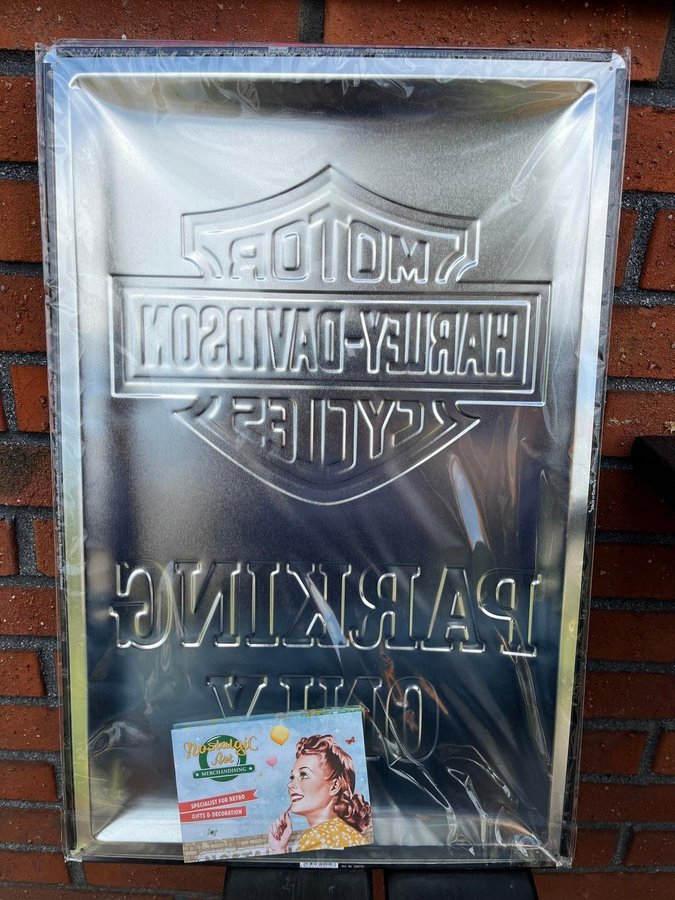 MOTOR
HARLEY-DAVIDSON
CYCLES
PARKING
ONLY
Nostalgic
Art
MERCHANDISING
SPECIALIST FOR RETRO
GIFTS & DECORATION